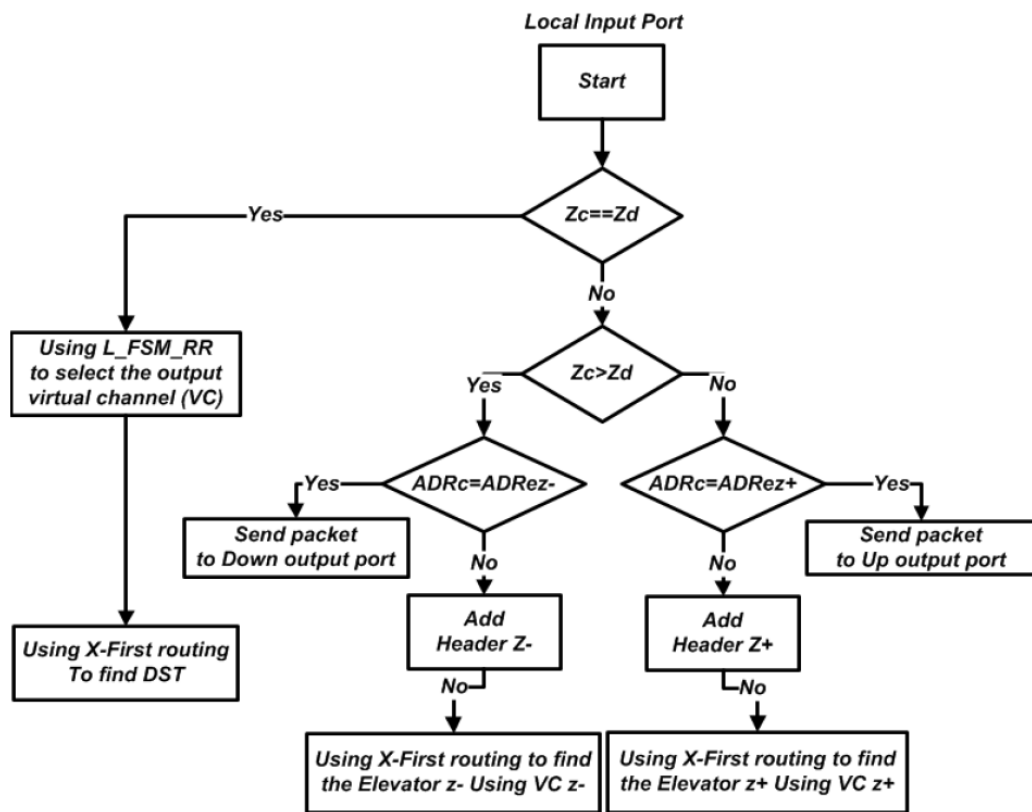 Local Input Port
Start
Zc==Zd
Yes
No
Using L_FSM_RR
to select the output
virtual channel (VC)
Zc>Zd
Yes
No
ADRc=ADRez-
ADRc=ADRez+
Yes
Yes
Send packet
to Down output port
Send packet
to Up output port
No
No
Add
Header Z-
Add
Header Z+
Using X-First routing
To find DST
No
No
Using X-First routing to find
the Elevator z- Using VC z-
Using X-First routing to find
the Elevator z+ Using VC z+